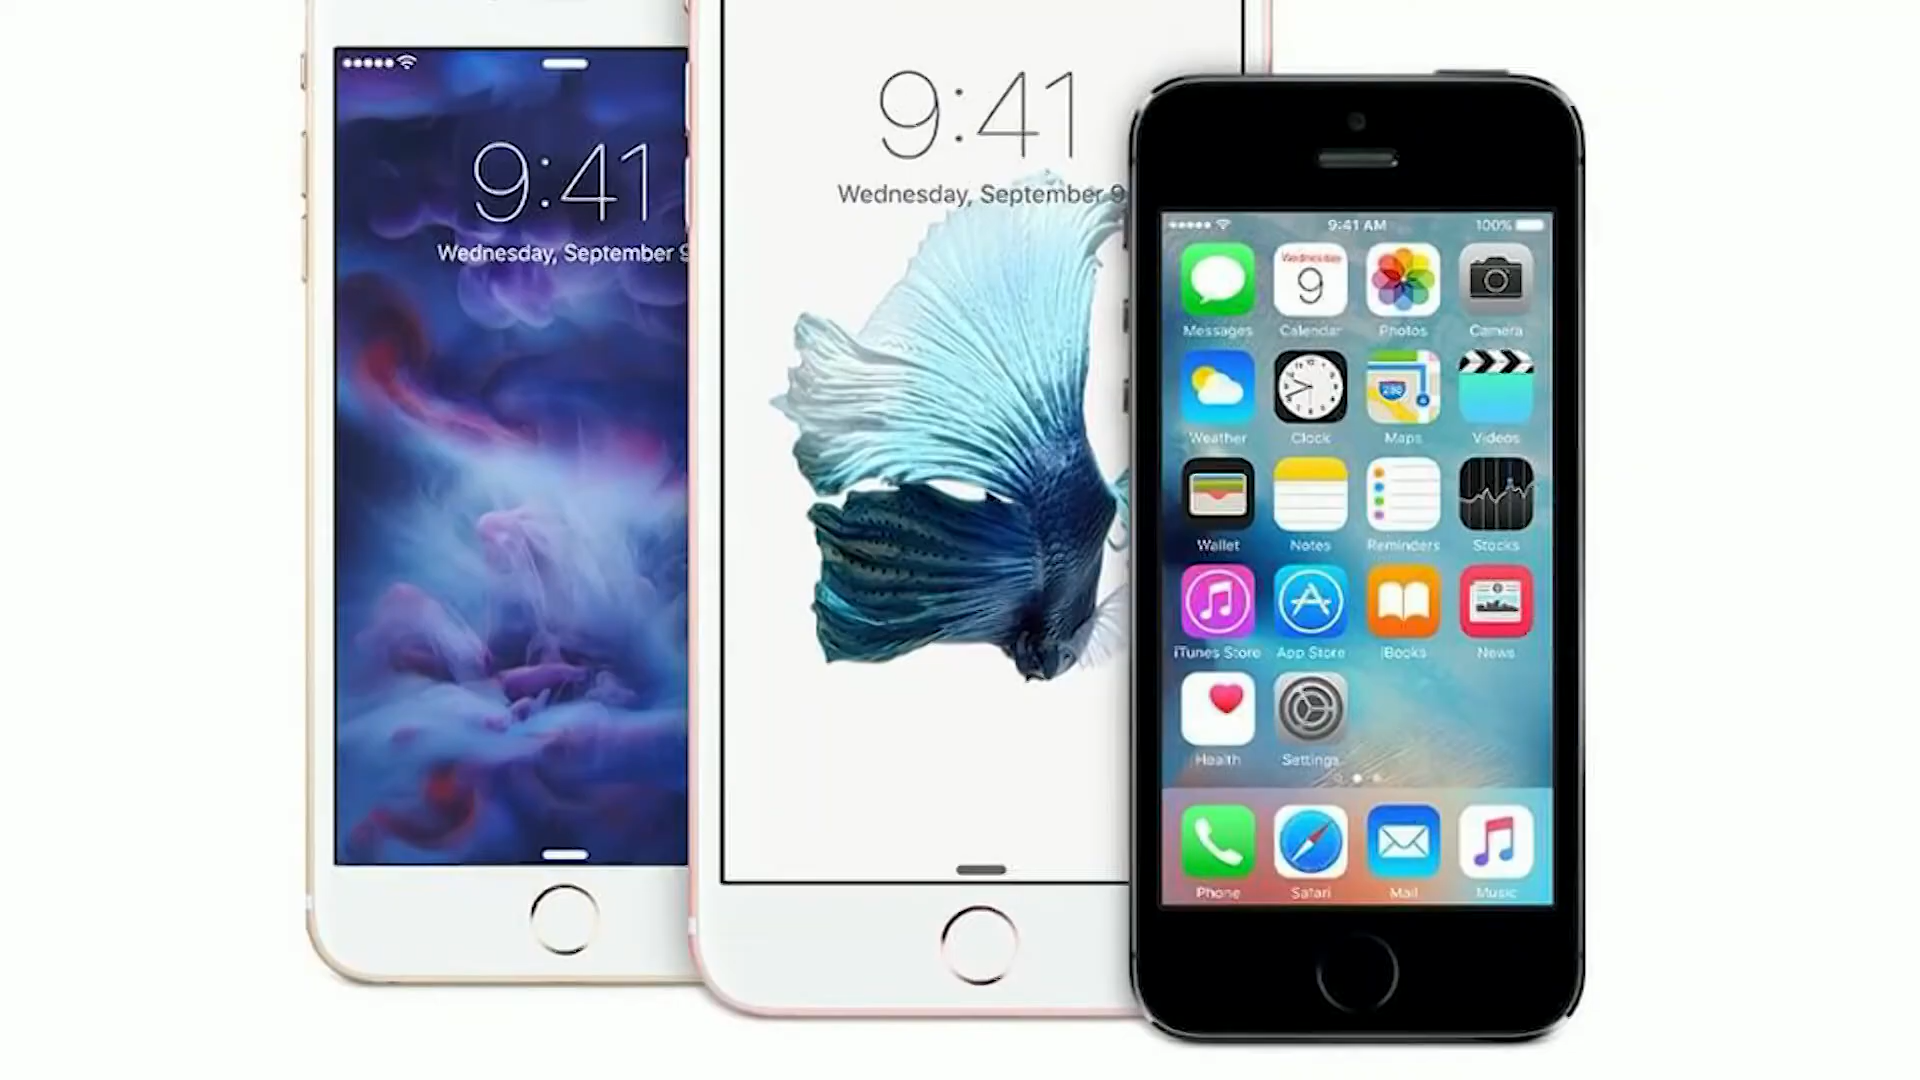 9:41
Wednesday, September 9
9:41
Wednesday, September 9
9:41 AM
100%
Wednesday
9
Messages
Calendar
Photos
Camera
280
Weather
Clock
Maps
Videos
Wallet
Notes
Reminders
Stocks
iTunes Store
App Store
iBooks
News
Health
Settings
Phone
Safari
Mail
Music